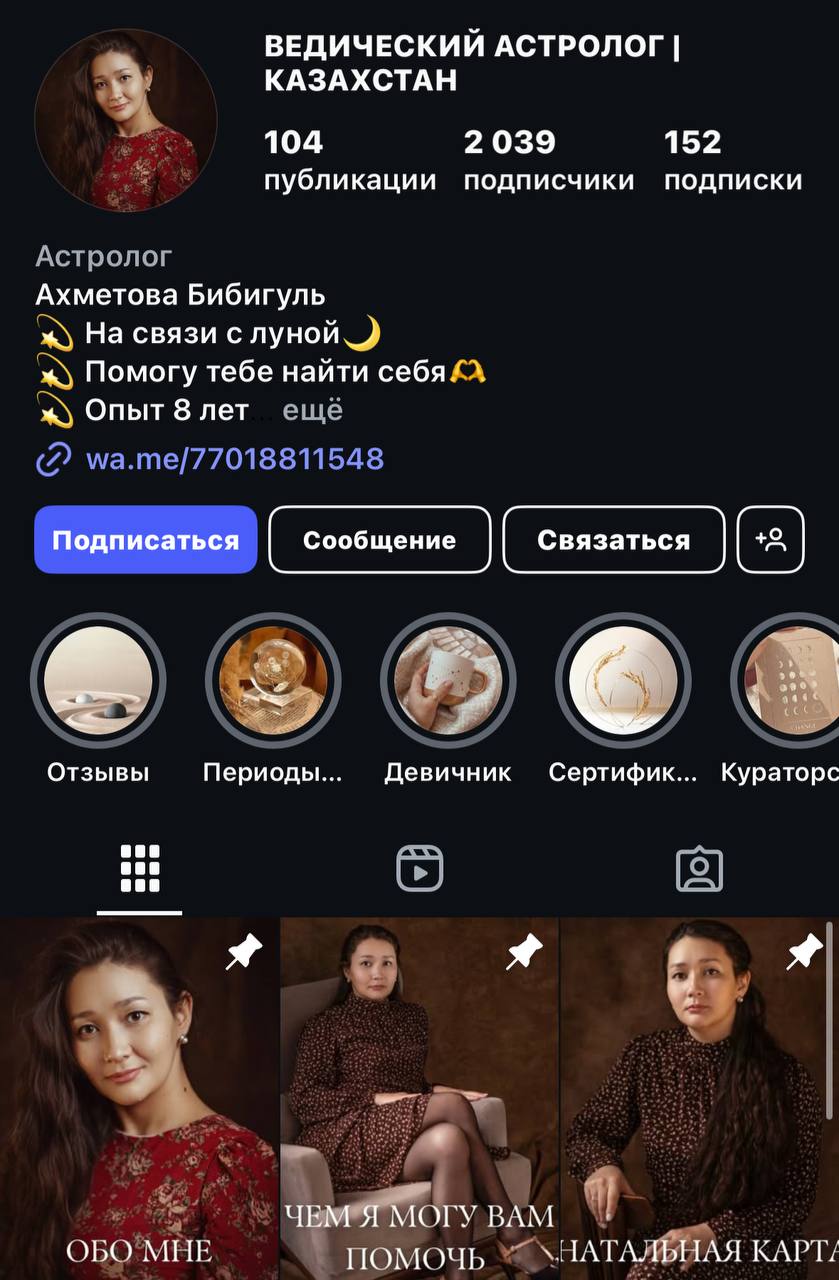 ВЕДИЧЕСКИЙ АСТРОЛОГ |
КАЗАХСТАН
104 2 039 152
публикации подписчики подписки
Астролог
Ахметова Бибигуль
💫 На связи с луной🌙
💫 Помогу тебе найти себя🫶
💫 Опыт 8 лет... ещё
wa.me/77018811548
Подписаться Сообщение Связаться
Отзывы Периоды... Девичник Сертифик... Кураторс
ОБО МНЕ
ЧЕМ Я МОГУ ВАМ
ПОМОЧЬ
НАТАЛЬНАЯ КАРТА